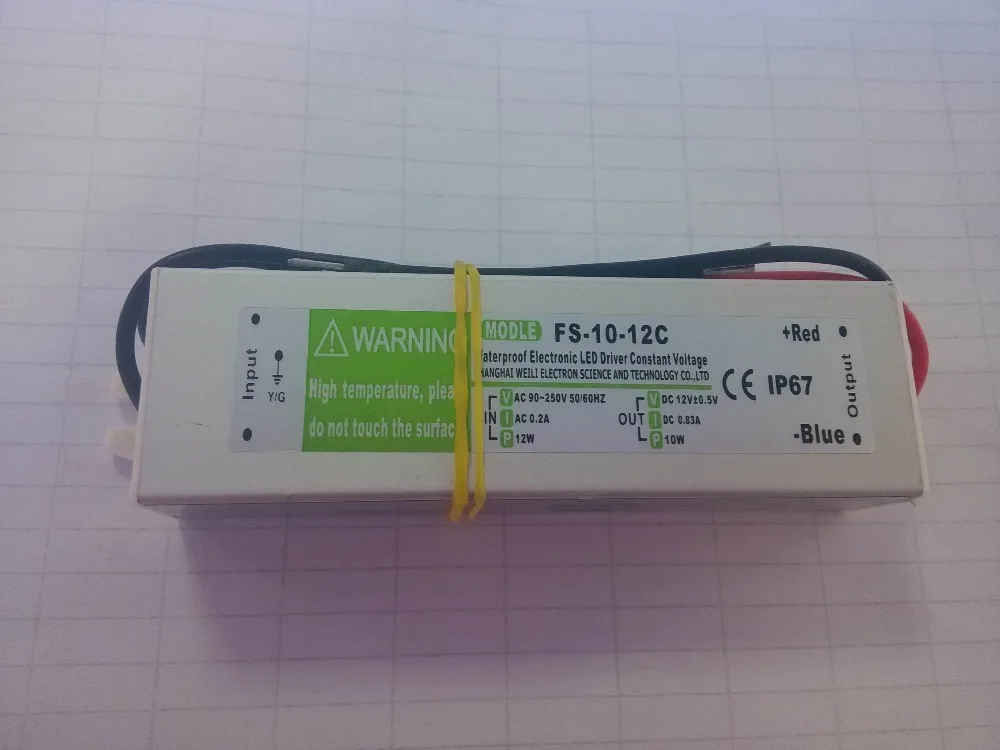 Input
Y/G
WARNING
High temperature, plea
do not touch the surfac
MODLE FS-10-12C
aterproof Electronic LED Driver Constant Voltage
HANGHAI WEILI ELECTRON SCIENCE AND TECHNOLOGY CO.,LTD
IN
V AC 90~250V 50/60HZ
I AC 0.2A
P 12W
OUT
V DC 12V±0.5V
I DC 0.83A
P 10W
CE IP67
+Red
-Blue
Output